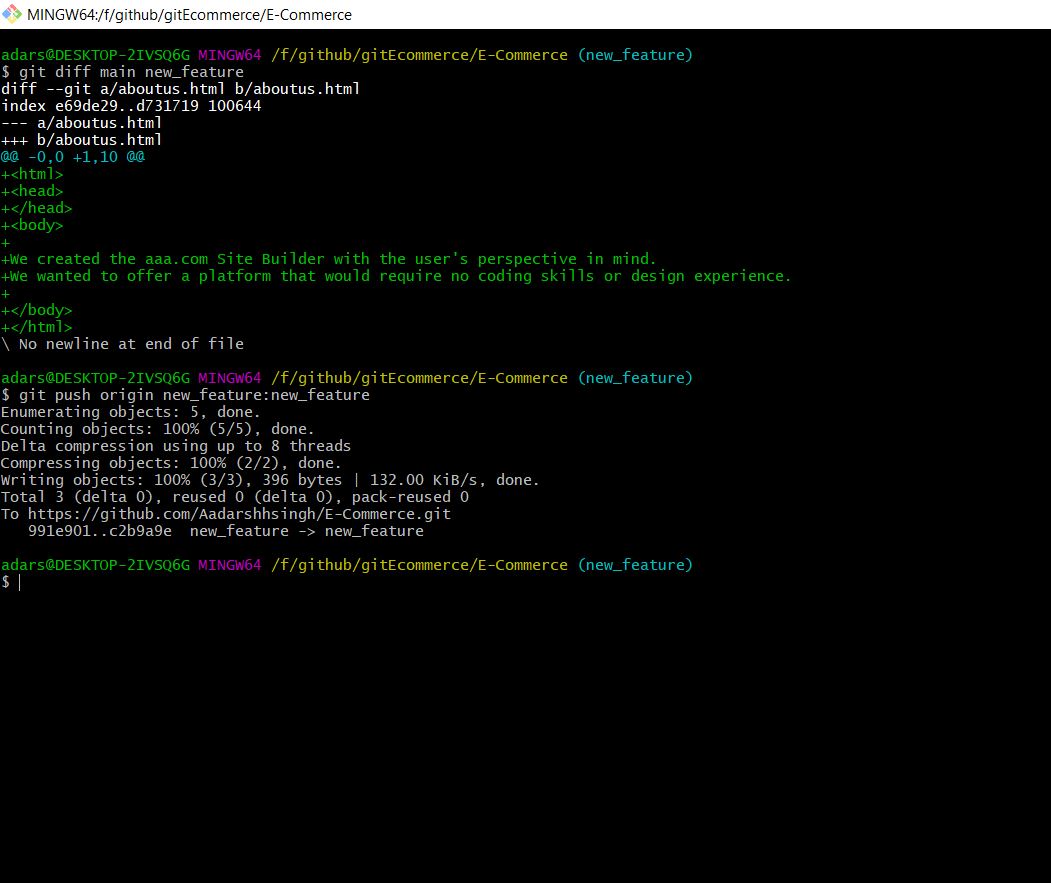 MINGW64:/f/github/gitEcommerce/E-Commerce
adars@DESKTOP-2IVSQ6G MINGW64 /f/github/gitEcommerce/E-Commerce (new_feature)
$ git diff main new_feature
diff --git a/aboutus.html b/aboutus.html
index e69de29..d731719 100644
--- a/aboutus.html
+++ b/aboutus.html
@@ -0,0 +1,10 @@
+<html>
+<head>
+</head>
+<body>
+
+We created the aaa.com Site Builder with the user's perspective in mind.
+We wanted to offer a platform that would require no coding skills or design experience.
+
+</body>
+</html>
\ No newline at end of file
adars@DESKTOP-2IVSQ6G MINGW64 /f/github/gitEcommerce/E-Commerce (new_feature)
$ git push origin new_feature:new_feature
Enumerating objects: 5, done.
Counting objects: 100% (5/5), done.
Delta compression using up to 8 threads
Compressing objects: 100% (2/2), done.
Writing objects: 100% (3/3), 396 bytes | 132.00 KiB/s, done.
Total 3 (delta 0), reused 0 (delta 0), pack-reused 0
To https://github.com/Aadarshhsingh/E-Commerce.git
   991e901..c2b9a9e  new_feature -> new_feature
adars@DESKTOP-2IVSQ6G MINGW64 /f/github/gitEcommerce/E-Commerce (new_feature)
$